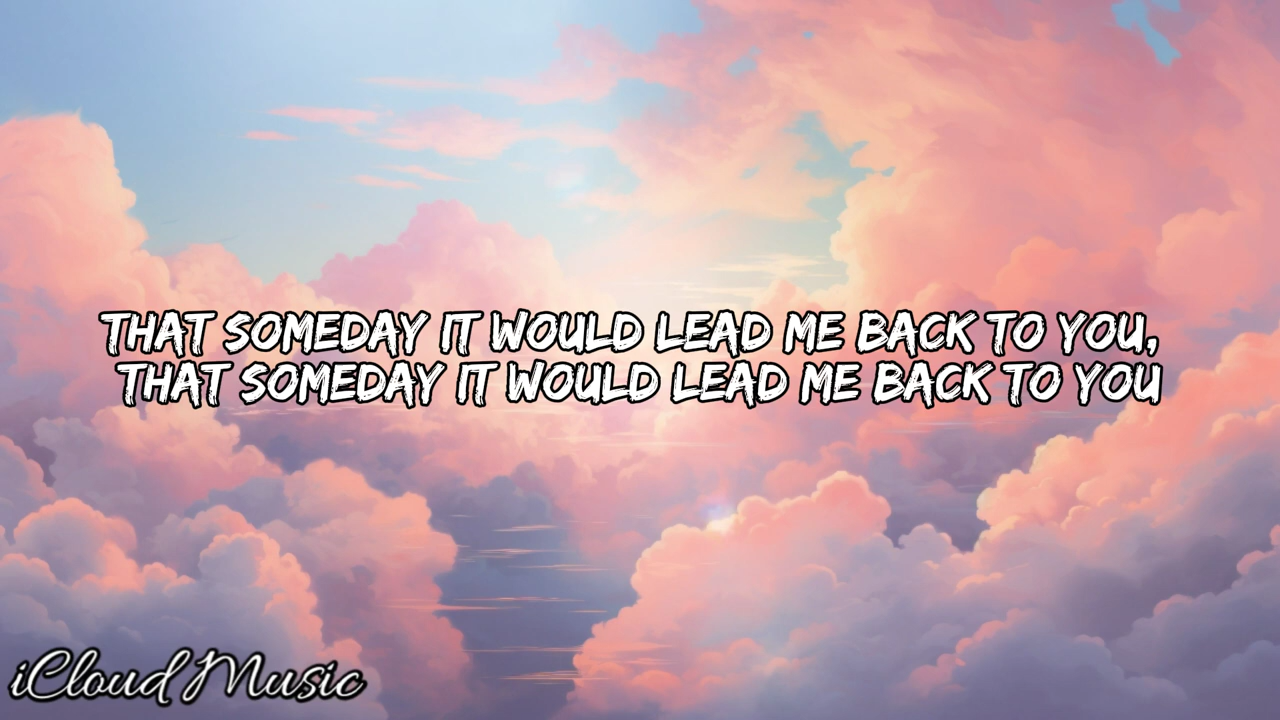 THAT SOMEDAY IT WOULD LEAD ME BACK TO YOU,
THAT SOMEDAY IT WOULD LEAD ME BACK TO YOU
iCloud Music